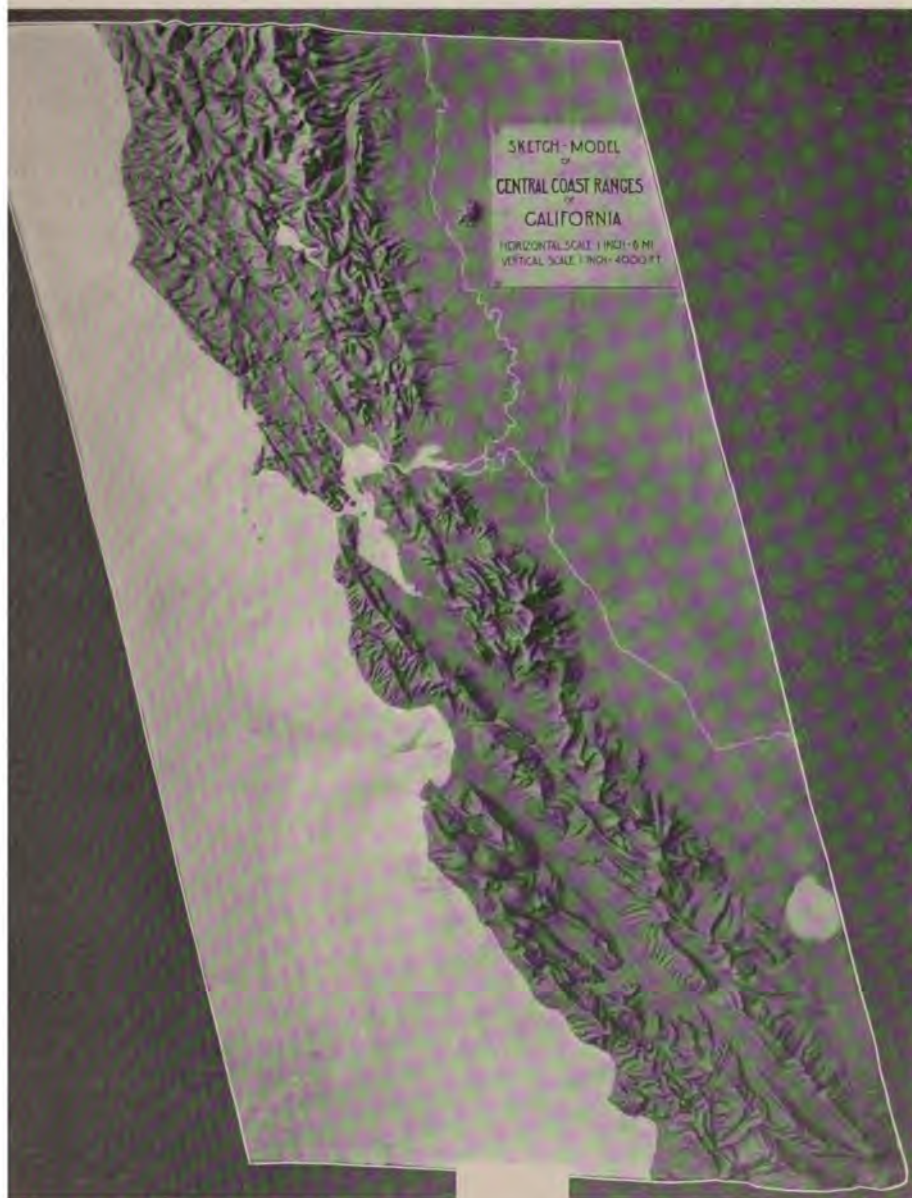 SKETCH-MODEL
OF
CENTRAL COAST RANGES
OF
CALIFORNIA
HORIZONTAL SCALE 1 INCH=6 MI
VERTICAL SCALE 1 INCH=4000 FT